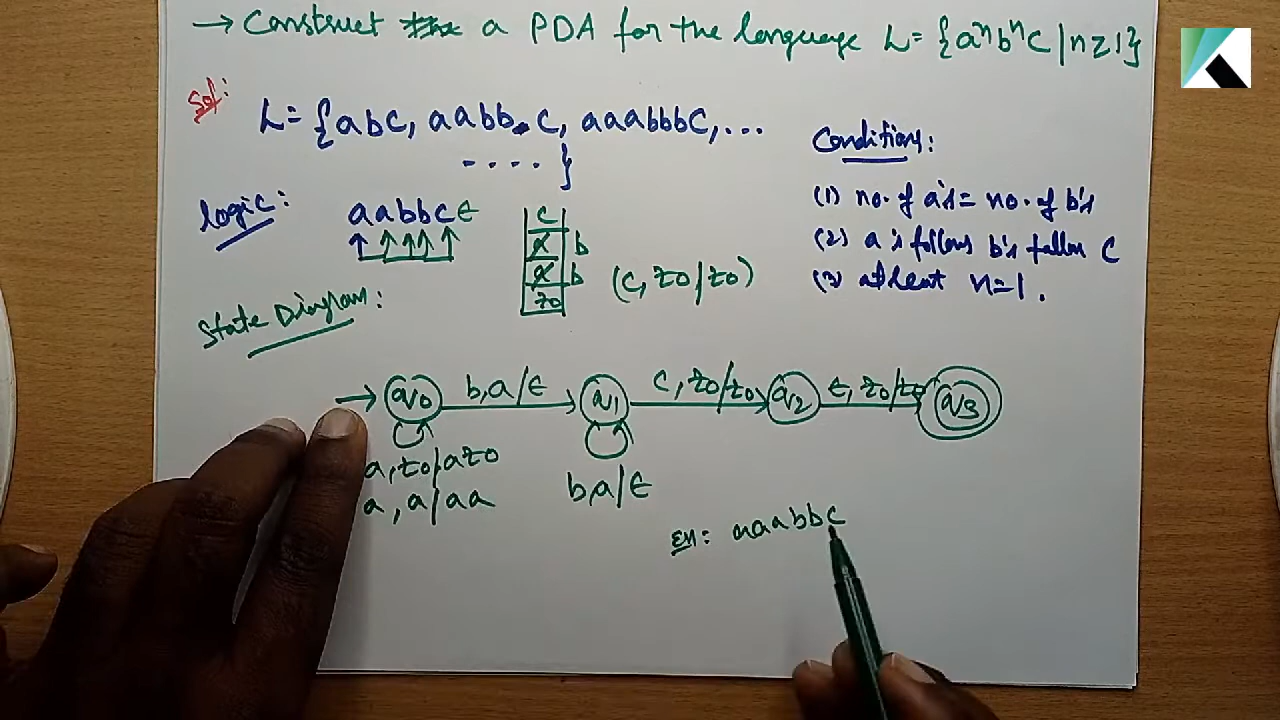 → Construct a PDA for the language L = {aⁿbⁿc | n≥1}
Sol:
L = {abc, aabb c, aaabbbc, ...
.... }
Conditions:
(1) no. of a's = no. of b's
(2) a's follows b's follow c
(3) atleast n=1.
Logic: aabbc∈
c
a b
a b
z0
(c, z0/z0)
State Diagram:
→ q0 b,a/∈ q1 c, z0/z0 q2 ∈, z0/z0 q3
a, z0/az0
a, a/aa
b,a/∈
Ex: aaabbc